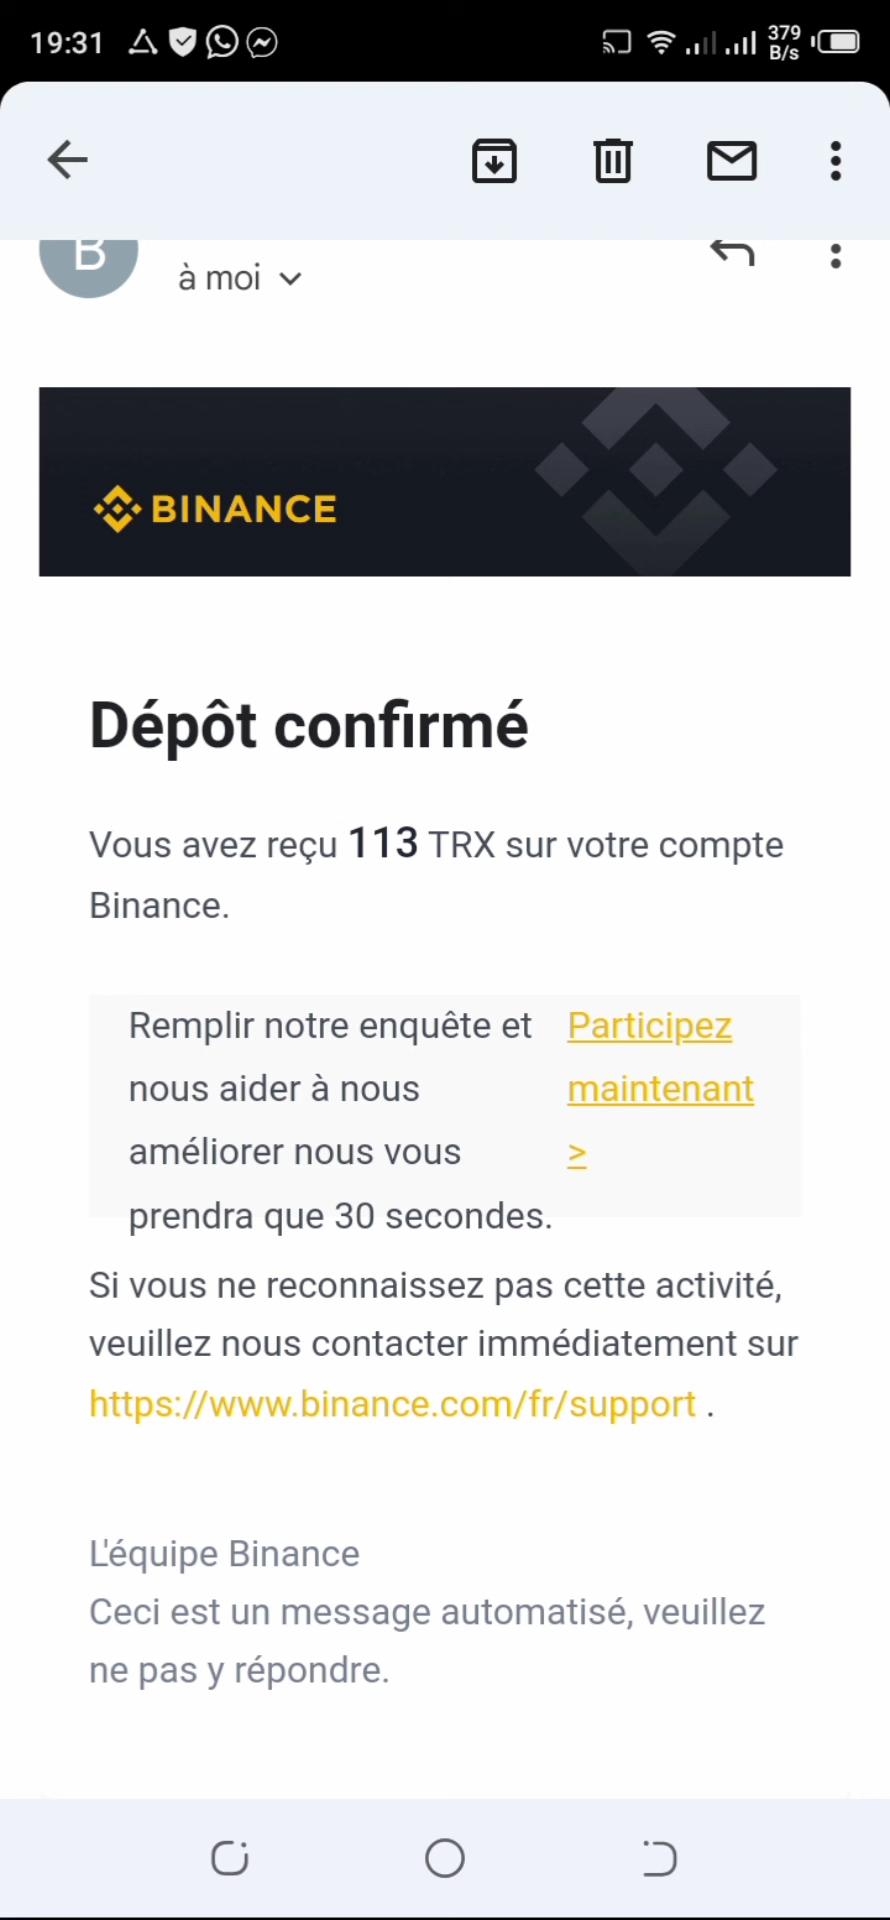 19:31
379
B/s
B
à moi
BINANCE
Dépôt confirmé
Vous avez reçu 113 TRX sur votre compte
Binance.
Remplir notre enquête et
nous aider à nous
améliorer nous vous
prendra que 30 secondes.
Participez
maintenant
>
Si vous ne reconnaissez pas cette activité,
veuillez nous contacter immédiatement sur
https://www.binance.com/fr/support .
L'équipe Binance
Ceci est un message automatisé, veuillez
ne pas y répondre.